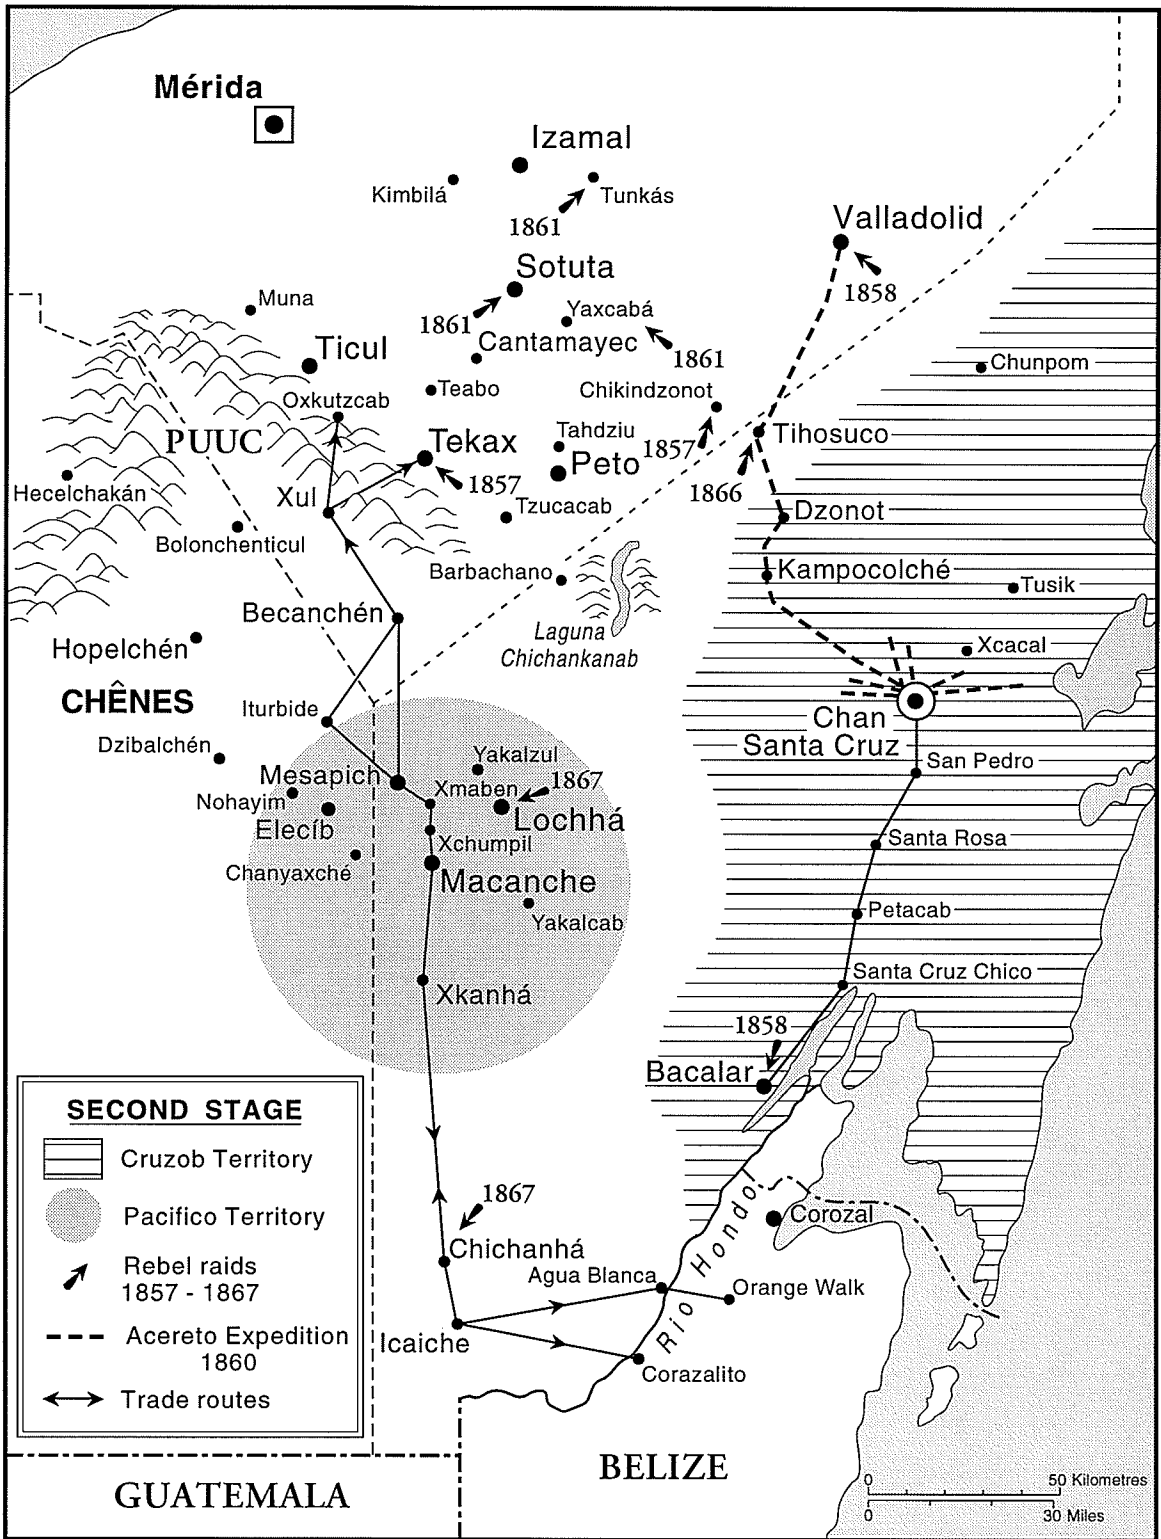 Mérida
Izamal
Kimbilá
Tunkás
1861
Valladolid
1858
Sotuta
Muna
1861
Yaxcabá
Cantamayec
1861
Ticul
Chunpom
Teabo
Chikindzonot
Oxkutzcab
PUUC
Tekax
Tahdziu
1857
Tihosuco
Peto
Hecelchakán
1857
1866
Xul
Tzucacab
Dzonot
Bolonchenticul
Barbachano
Kampocolché
Tusik
Becanchén
Laguna
Chichankanab
Hopelchén
Xcacal
CHÊNES
Iturbide
Chan
Santa Cruz
Dzibalchén
Yakalzul
San Pedro
Mesapich
Xmaben
1867
Nohayim
Lochhá
Elecíb
Xchumpil
Santa Rosa
Chanyaxché
Macanche
Yakalcab
Petacab
Santa Cruz Chico
Xkanhá
1858
Bacalar
SECOND STAGE
Cruzob Territory
Pacifico Territory
Rebel raids
1857 - 1867
Acereto Expedition
1860
Trade routes
1867
Corozal
Rio Hondo
Chichanhá
Agua Blanca
Orange Walk
Icaiche
Corazalito
BELIZE
GUATEMALA
0 50 Kilometres
0 30 Miles